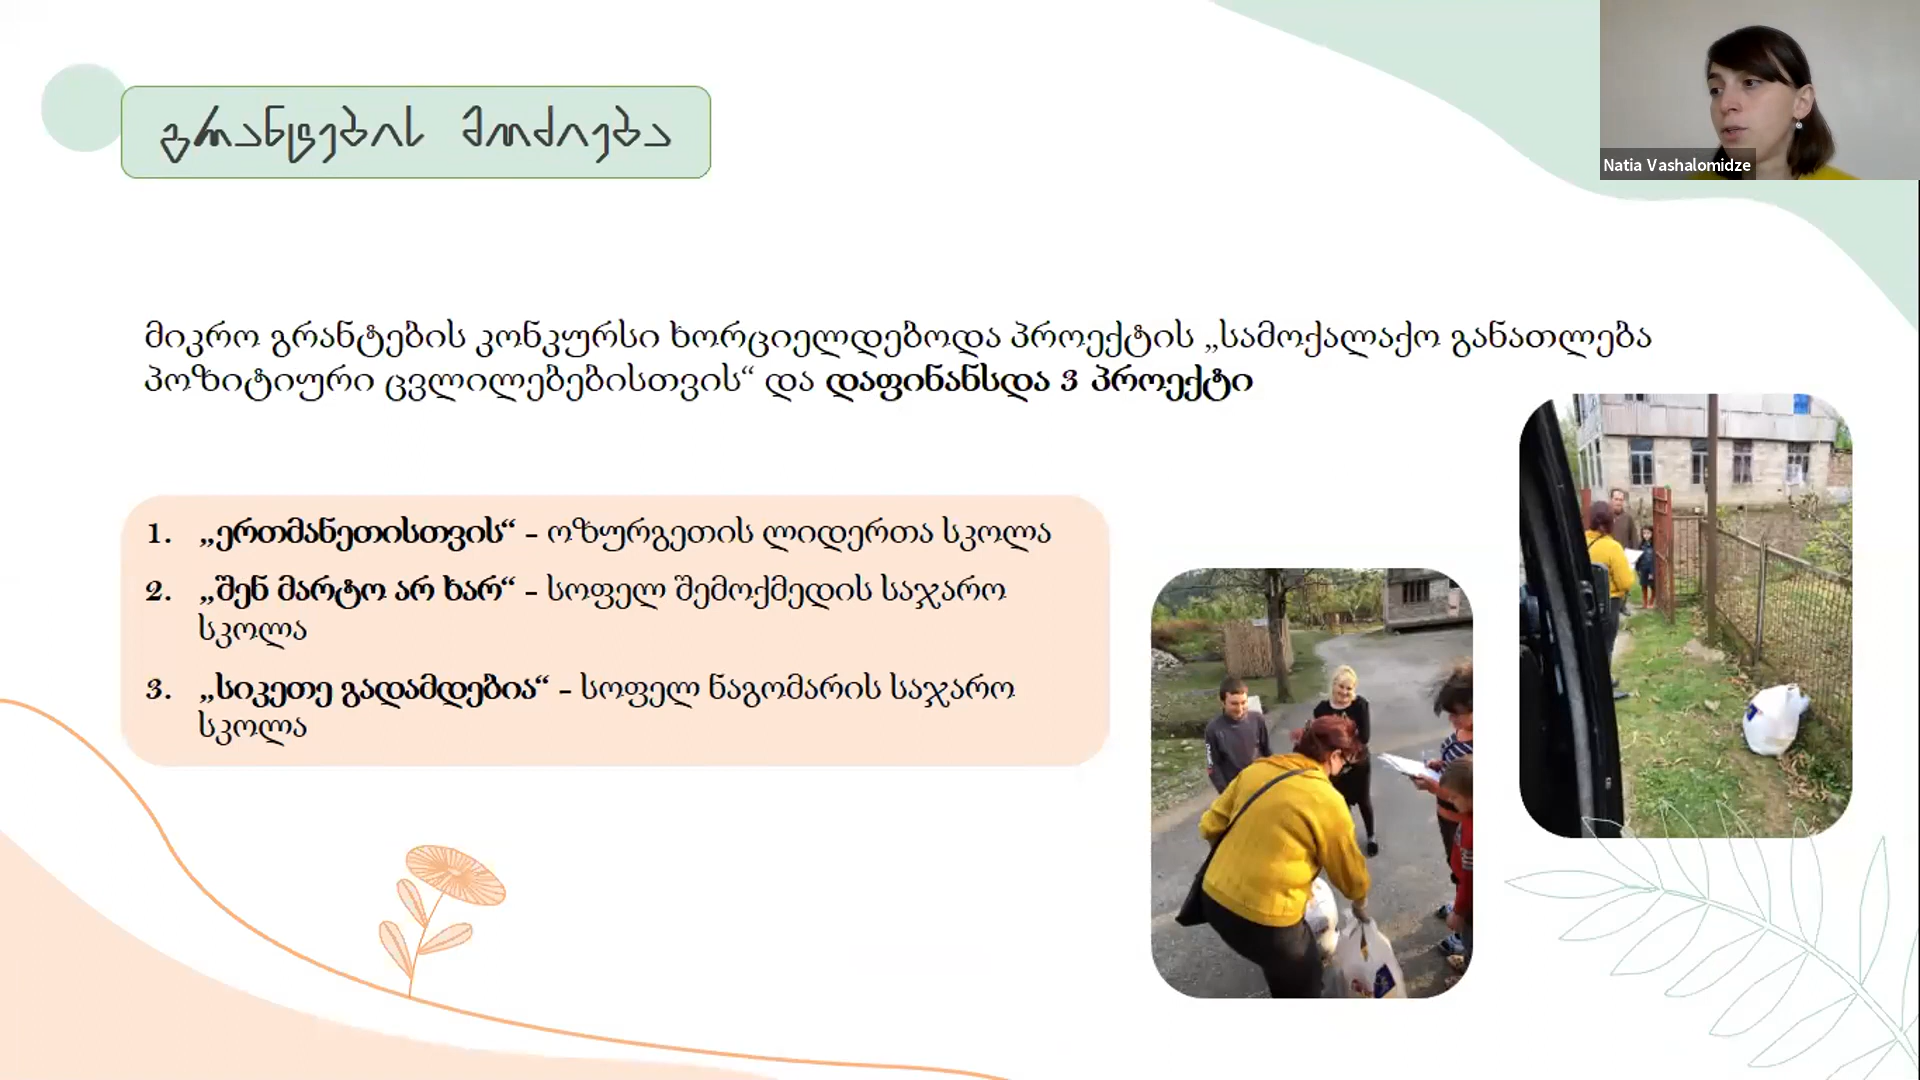 გრანტების მოძიება
Natia Vashalomidze
მიკრო გრანტების კონკურსი ხორციელდებოდა პროექტის „სამოქალაქო განათლება
პოზიტიური ცვლილებებისთვის“ და დაფინანსდა 3 პროექტი
1. „ერთმანეთისთვის“ – ოზურგეთის ლიდერთა სკოლა
2. „შენ მარტო არ ხარ“ – სოფელ შემოქმედის საჯარო
სკოლა
3. „სიკეთე გადამდებია“ – სოფელ ნაგომარის საჯარო
სკოლა